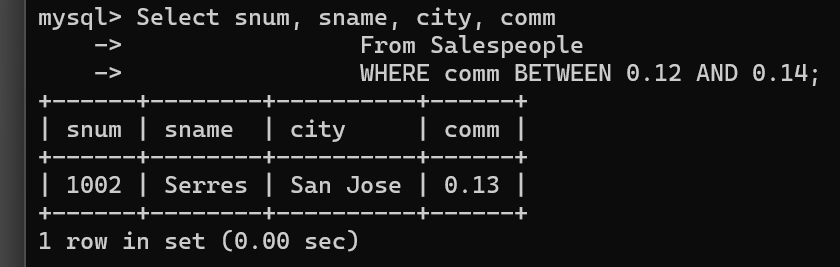 mysql> Select snum, sname, city, comm
    ->                 From Salespeople
    ->                 WHERE comm BETWEEN 0.12 AND 0.14;
+------+--------+----------+------+
| snum | sname  | city     | comm |
+------+--------+----------+------+
| 1002 | Serres | San Jose | 0.13 |
+------+--------+----------+------+
1 row in set (0.00 sec)